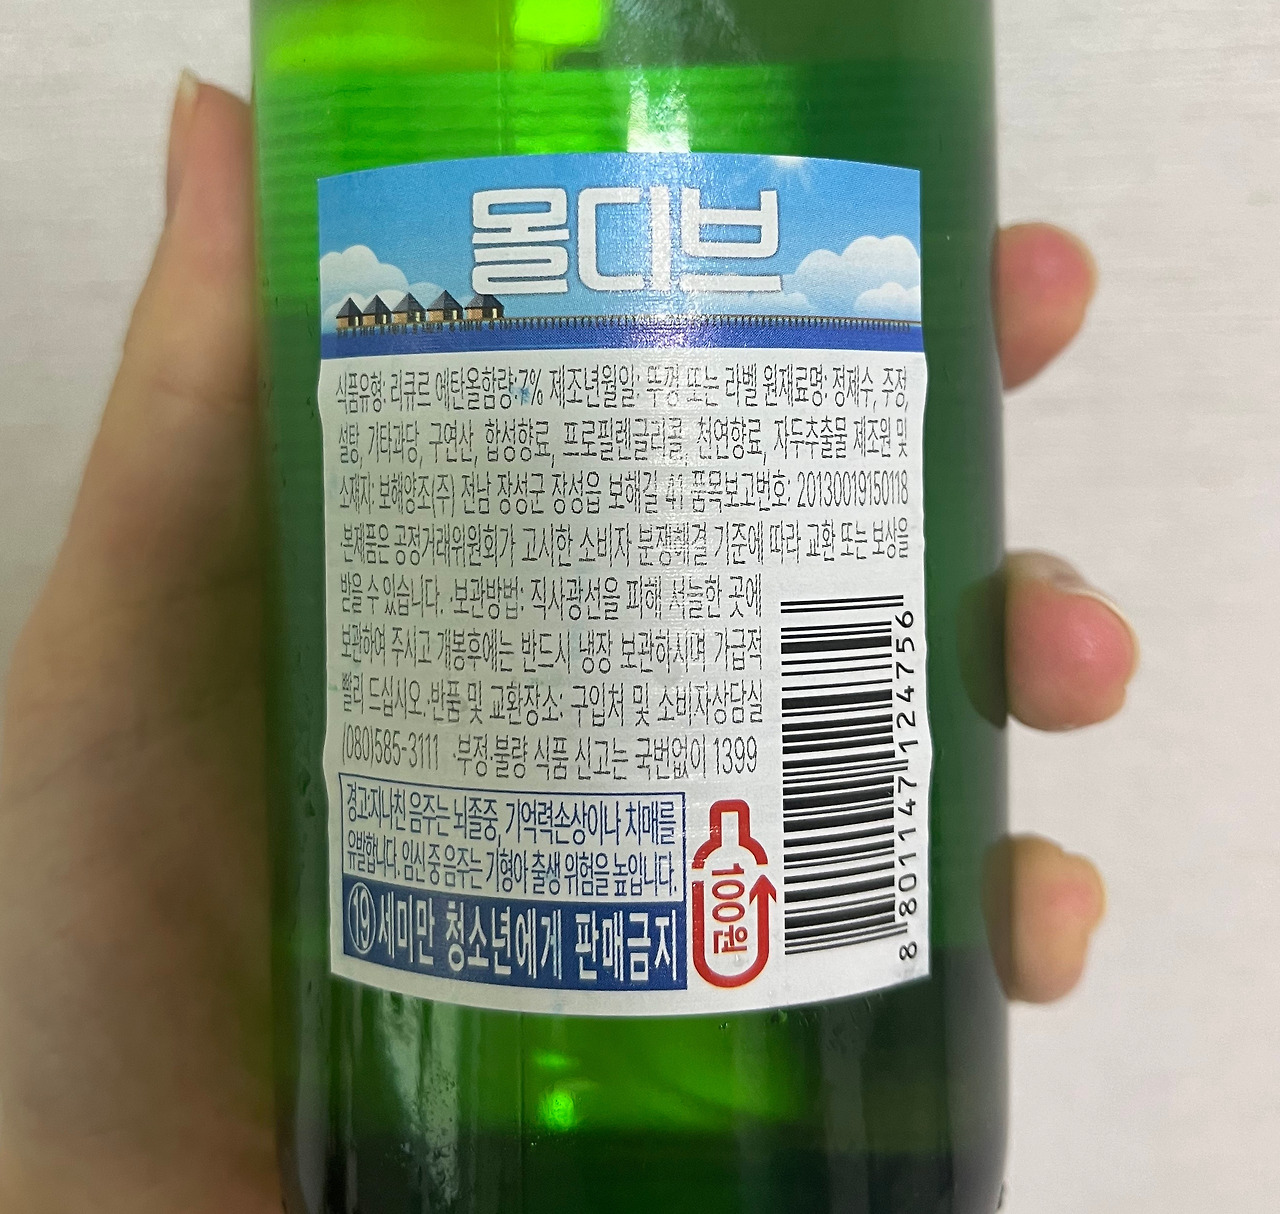 몰디브
식품유형: 리큐르 에탄올함량:7% 제조년월일: 뚜껑 또는 라벨 원재료명: 정제수, 주정,
설탕, 기타과당, 구연산, 합성향료, 프로필렌글리콜, 천연향료, 자두추출물 제조원 및
소재지: 보해양조(주) 전남 장성군 장성읍 보해길 41 품목보고번호: 20130019150118
본제품은 공정거래위원회가 고시한 소비자 분쟁해결 기준에 따라 교환 또는 보상을
받을 수 있습니다. ·보관방법: 직사광선을 피해 서늘한 곳에
보관하여 주시고 개봉후에는 반드시 냉장 보관하시며 가급적
빨리 드십시오. ·반품 및 교환장소: 구입처 및 소비자상담실
(080)585-3111 ·부정·불량 식품 신고는 국번없이 1399
경고:지나친 음주는 뇌졸중, 기억력손상이나 치매를
유발합니다. 임신 중 음주는 기형아 출생 위험을 높입니다.
19세미만 청소년에게 판매금지
100원
8 801147 124756